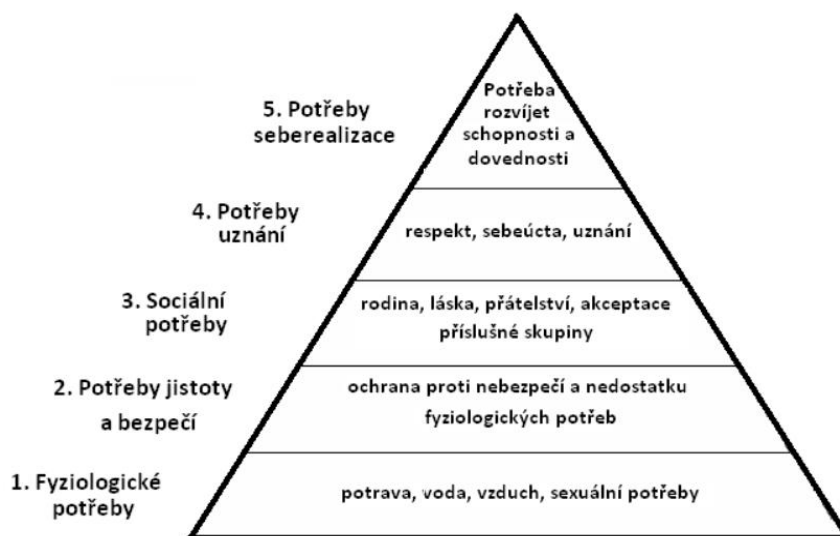 5. Potřeby
seberealizace
Potřeba
rozvíjet
schopnosti a
dovednosti
4. Potřeby
uznání
respekt, sebeúcta, uznání
3. Sociální
potřeby
rodina, láska, přátelství, akceptace
příslušné skupiny
2. Potřeby jistoty
a bezpečí
ochrana proti nebezpečí a nedostatku
fyziologických potřeb
1. Fyziologické
potřeby
potrava, voda, vzduch, sexuální potřeby